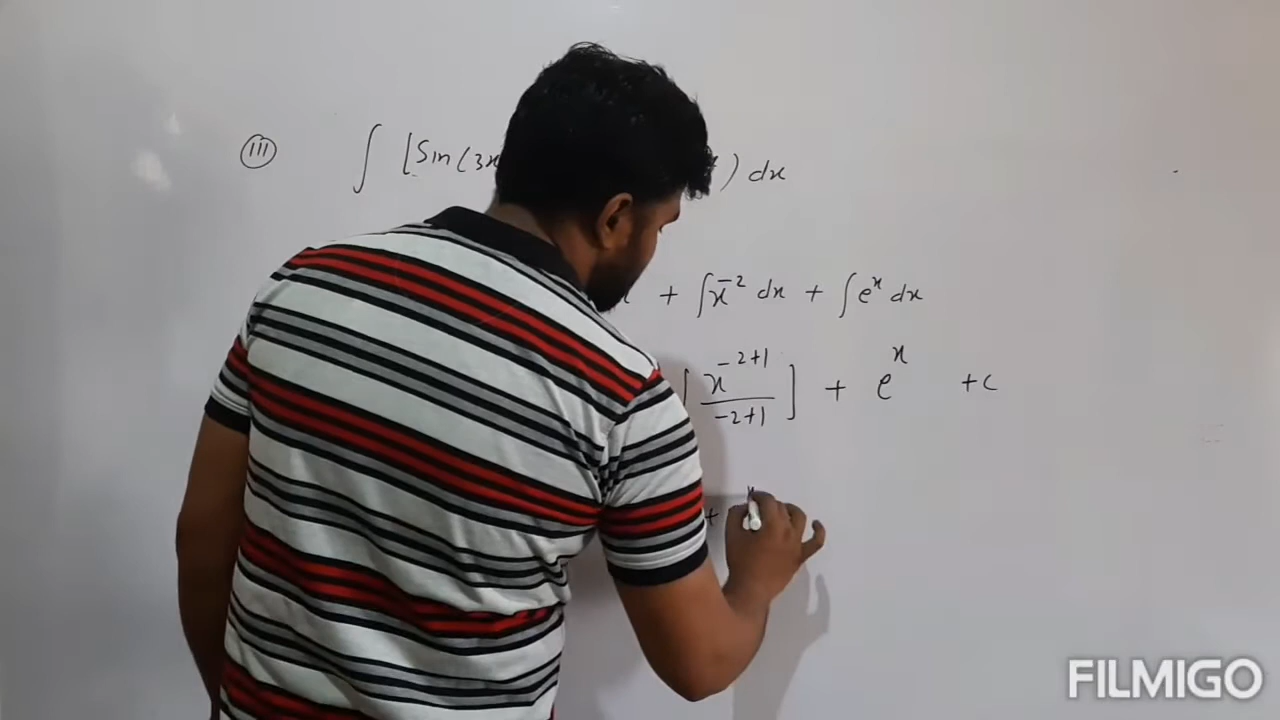 (III) ∫ [Sin(3x ) dx
+ ∫x⁻² dx + ∫eˣ dx
[x⁻²⁺¹/-2+1] + eˣ + c
+
FILMIGO